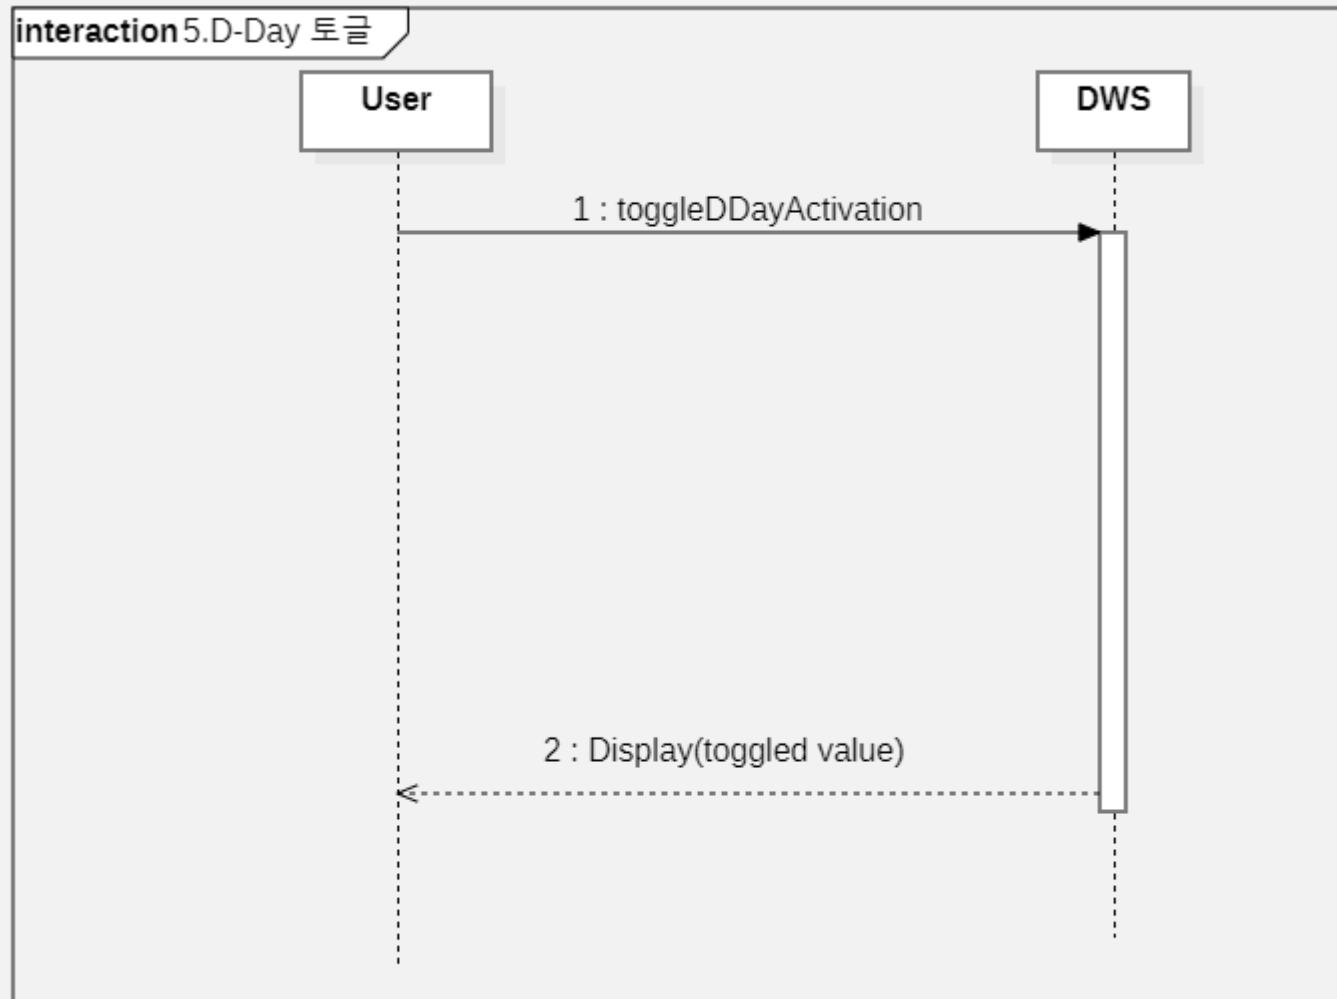 interaction 5.D-Day 토글
User
DWS
1 : toggleDDayActivation
2 : Display(toggled value)